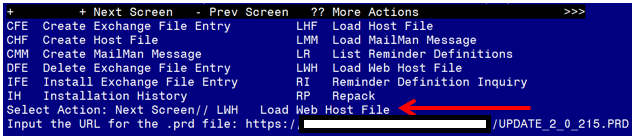 + + Next Screen - Prev Screen ?? More Actions >>>
CFE Create Exchange File Entry LHF Load Host File
CHF Create Host File LMM Load MailMan Message
CMM Create MailMan Message LR List Reminder Definitions
DFE Delete Exchange File Entry LWH Load Web Host File
IFE Install Exchange File Entry RI Reminder Definition Inquiry
IH Installation History RP Repack
Select Action: Next Screen// LWH Load Web Host File
Input the URL for the .prd file: https:/ /UPDATE_2_0_215.PRD